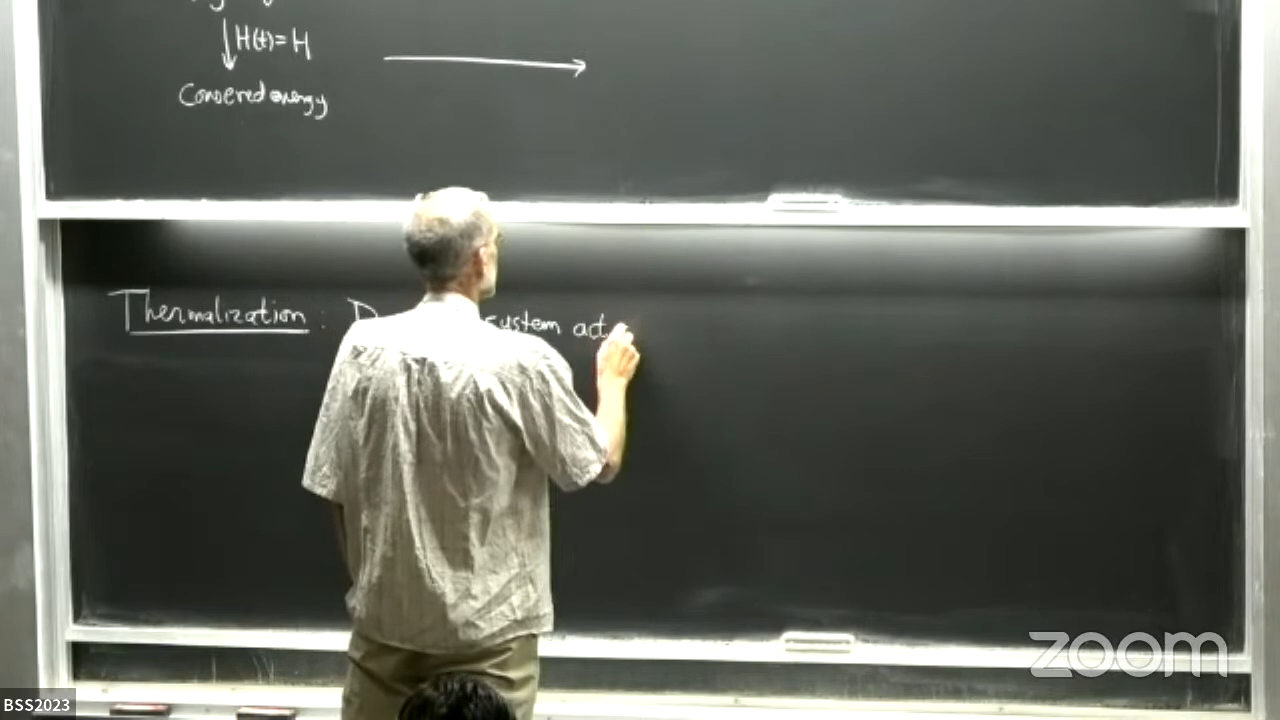 H(t)=H
Conserved energy
Thermalization : D system act
zoom
BSS2023